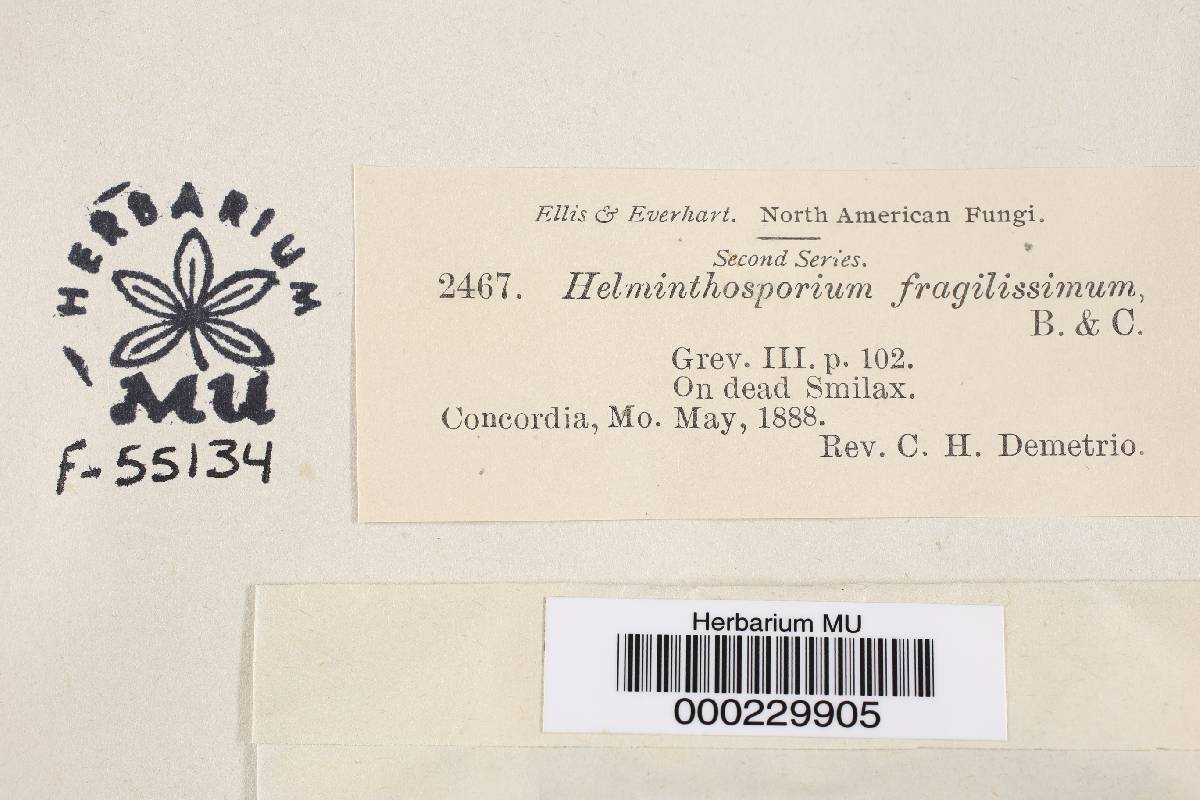 HERBARIUM
MU
F-55134
Ellis & Everhart. North American Fungi.
Second Series.
2467. Helminthosporium fragilissimum,
B. & C.
Grev. III. p. 102.
On dead Smilax.
Concordia, Mo. May, 1888.
Rev. C. H. Demetrio.
Herbarium MU
000229905